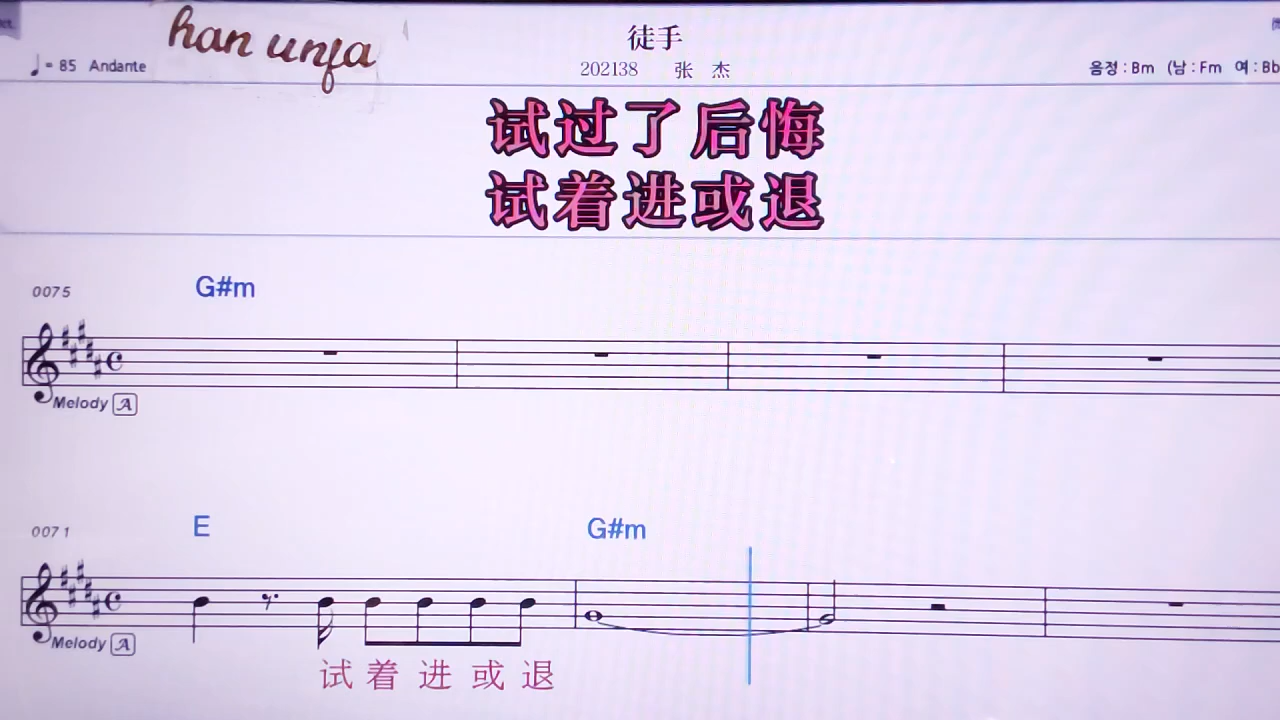 han unfa
徒手
♩= 85 Andante
202138 张 杰
음정 : Bm (남 : Fm 여 : Bb
试过了后悔
试着进或退
0075 G#m
Melody A
0071 E G#m
Melody A
试 着 进 或 退